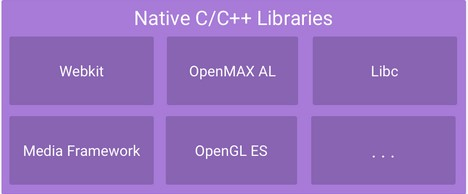 Native C/C++ Libraries
Webkit
OpenMAX AL
Libc
Media Framework
OpenGL ES
. . .